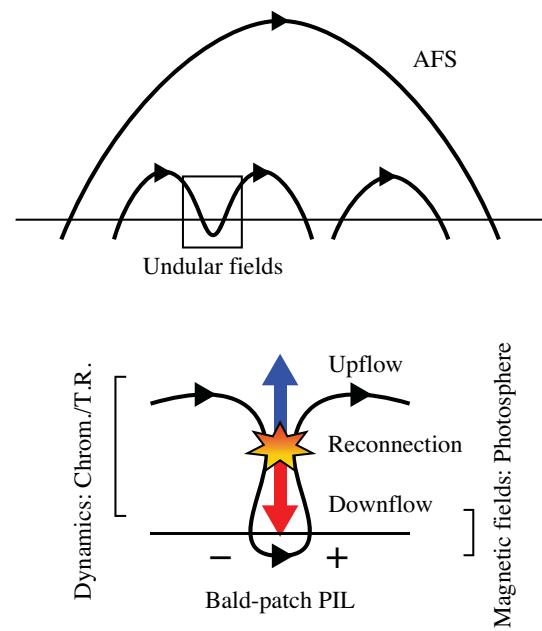 AFS
Undular fields
Upflow
Reconnection
Downflow
Dynamics: Chrom./T.R.
Magnetic fields: Photosphere
− +
Bald-patch PIL